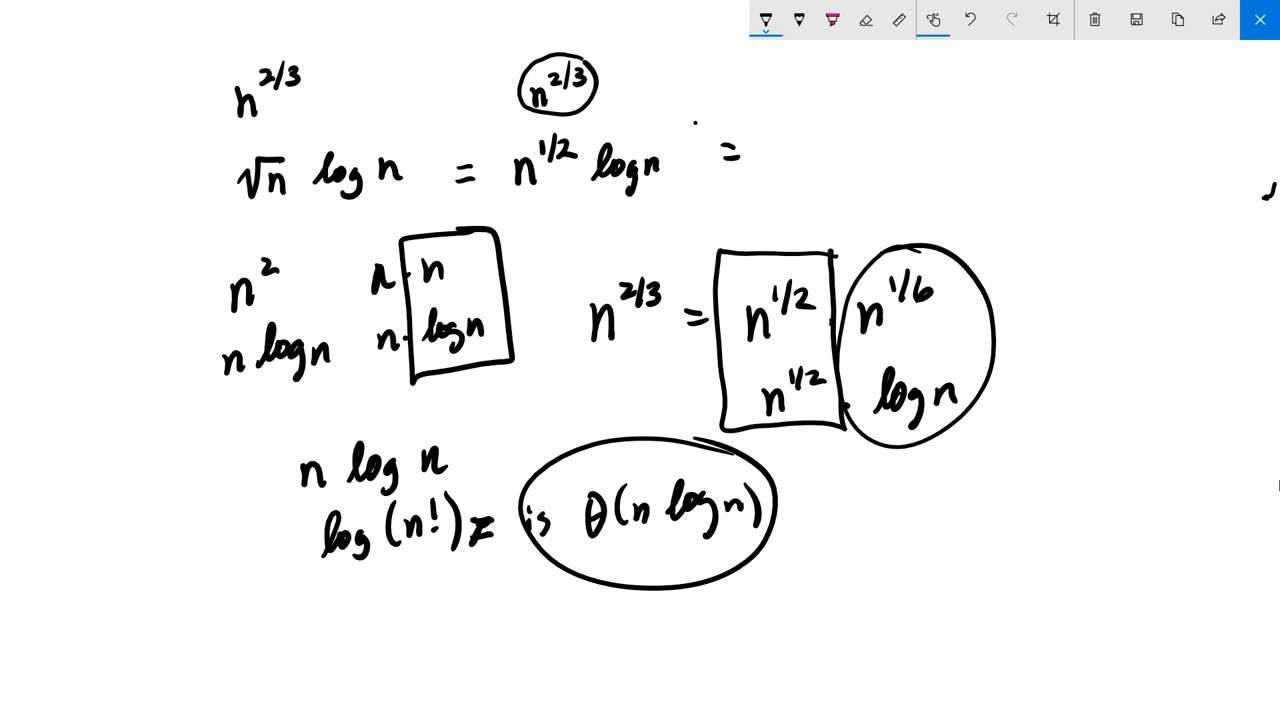 n^2/3 n^2/3
√n log n = n^1/2 log n =
n^2 n · n
n log n n · log n
n^2/3 = n^1/2 · n^1/6
n^1/2 · log n
n log n
log (n!) = is θ(n log n)